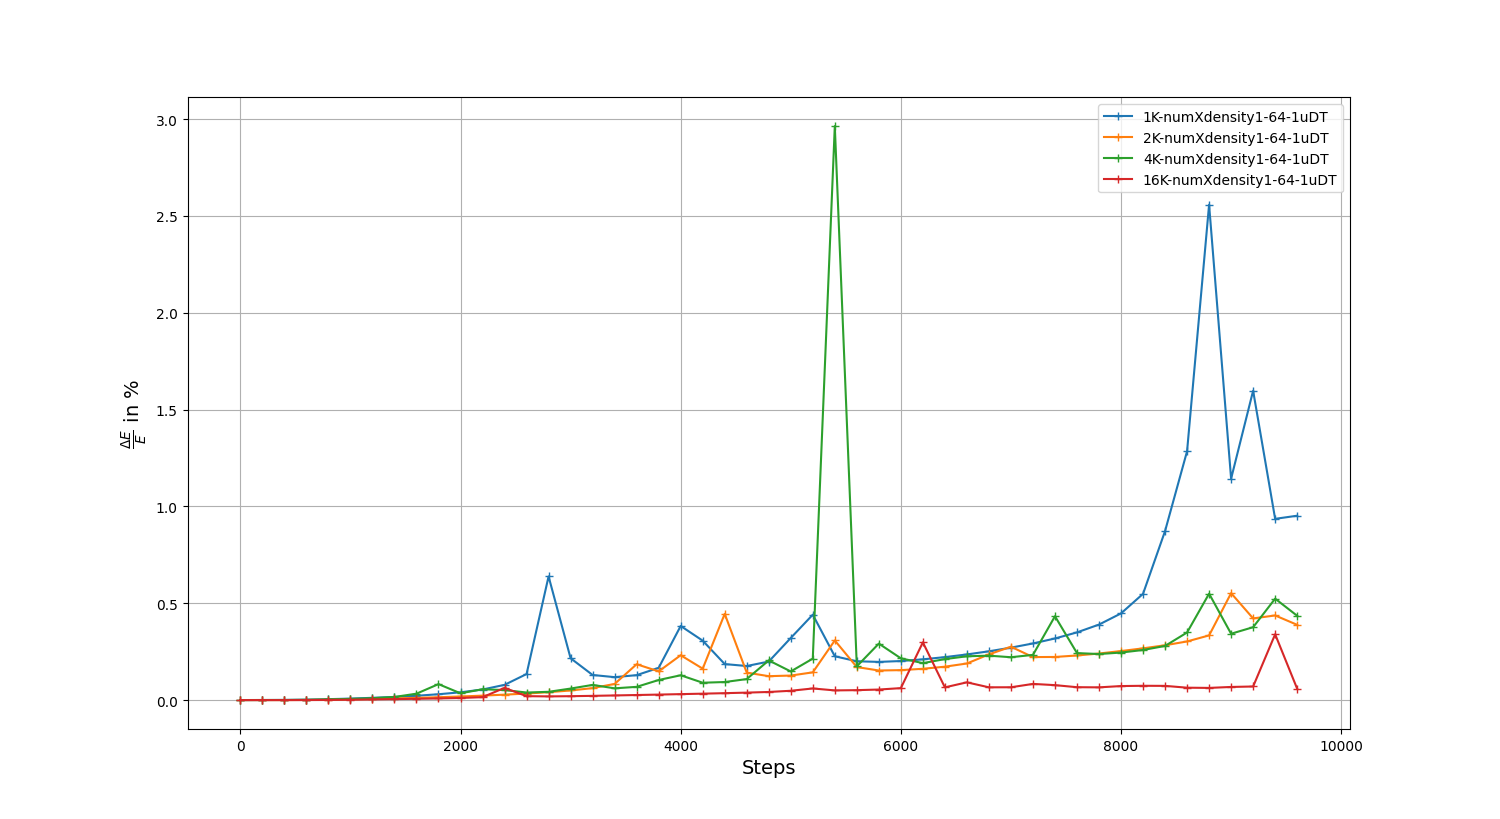 1K-numXdensity1-64-1uDT
2K-numXdensity1-64-1uDT
4K-numXdensity1-64-1uDT
16K-numXdensity1-64-1uDT
3.0
2.5
2.0
1.5
1.0
0.5
0.0
ΔE/E in %
0 2000 4000 6000 8000 10000
Steps